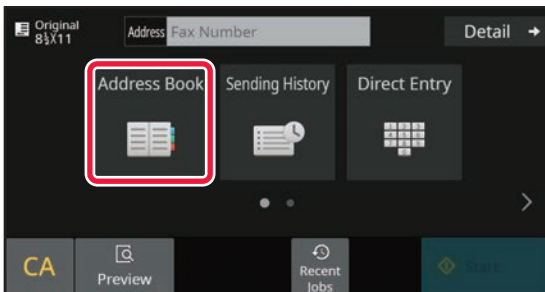 Original
8½X11
Address Fax Number
Detail
Address Book
Sending History
Direct Entry
CA
Preview
Recent
Jobs
Start